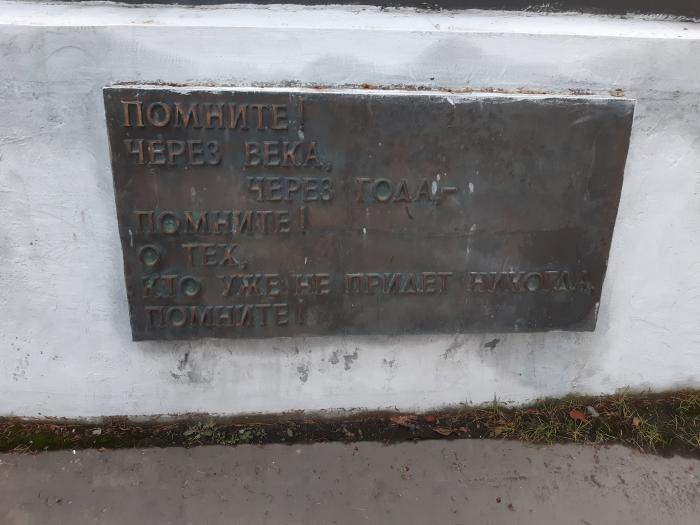 ПОМНИТЕ!
ЧЕРЕЗ ВЕКА,
ЧЕРЕЗ ГОДА,–
ПОМНИТЕ!
О ТЕХ,
КТО УЖЕ НЕ ПРИДЕТ НИКОГДА,
ПОМНИТЕ!